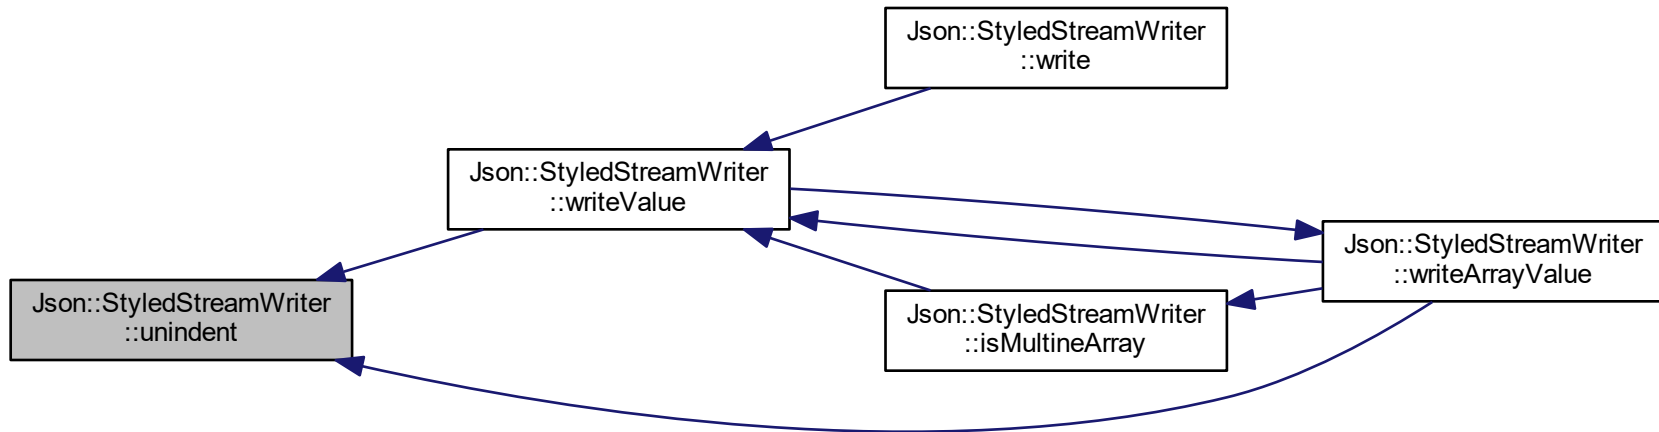 Json::StyledStreamWriter
::write
Json::StyledStreamWriter
::writeValue
Json::StyledStreamWriter
::writeArrayValue
Json::StyledStreamWriter
::unindent
Json::StyledStreamWriter
::isMultineArray